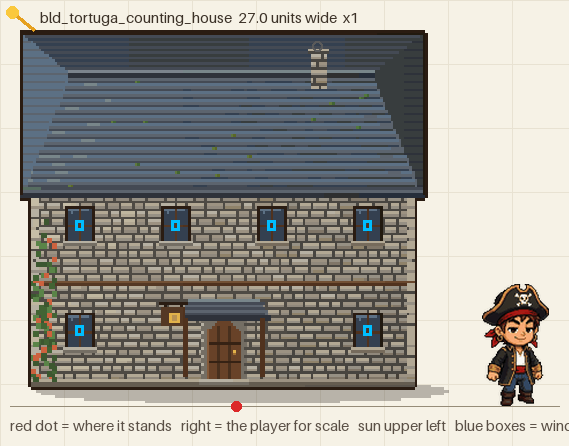 bld_tortuga_counting_house 27.0 units wide x1
red dot = where it stands right = the player for scale sun upper left blue boxes =